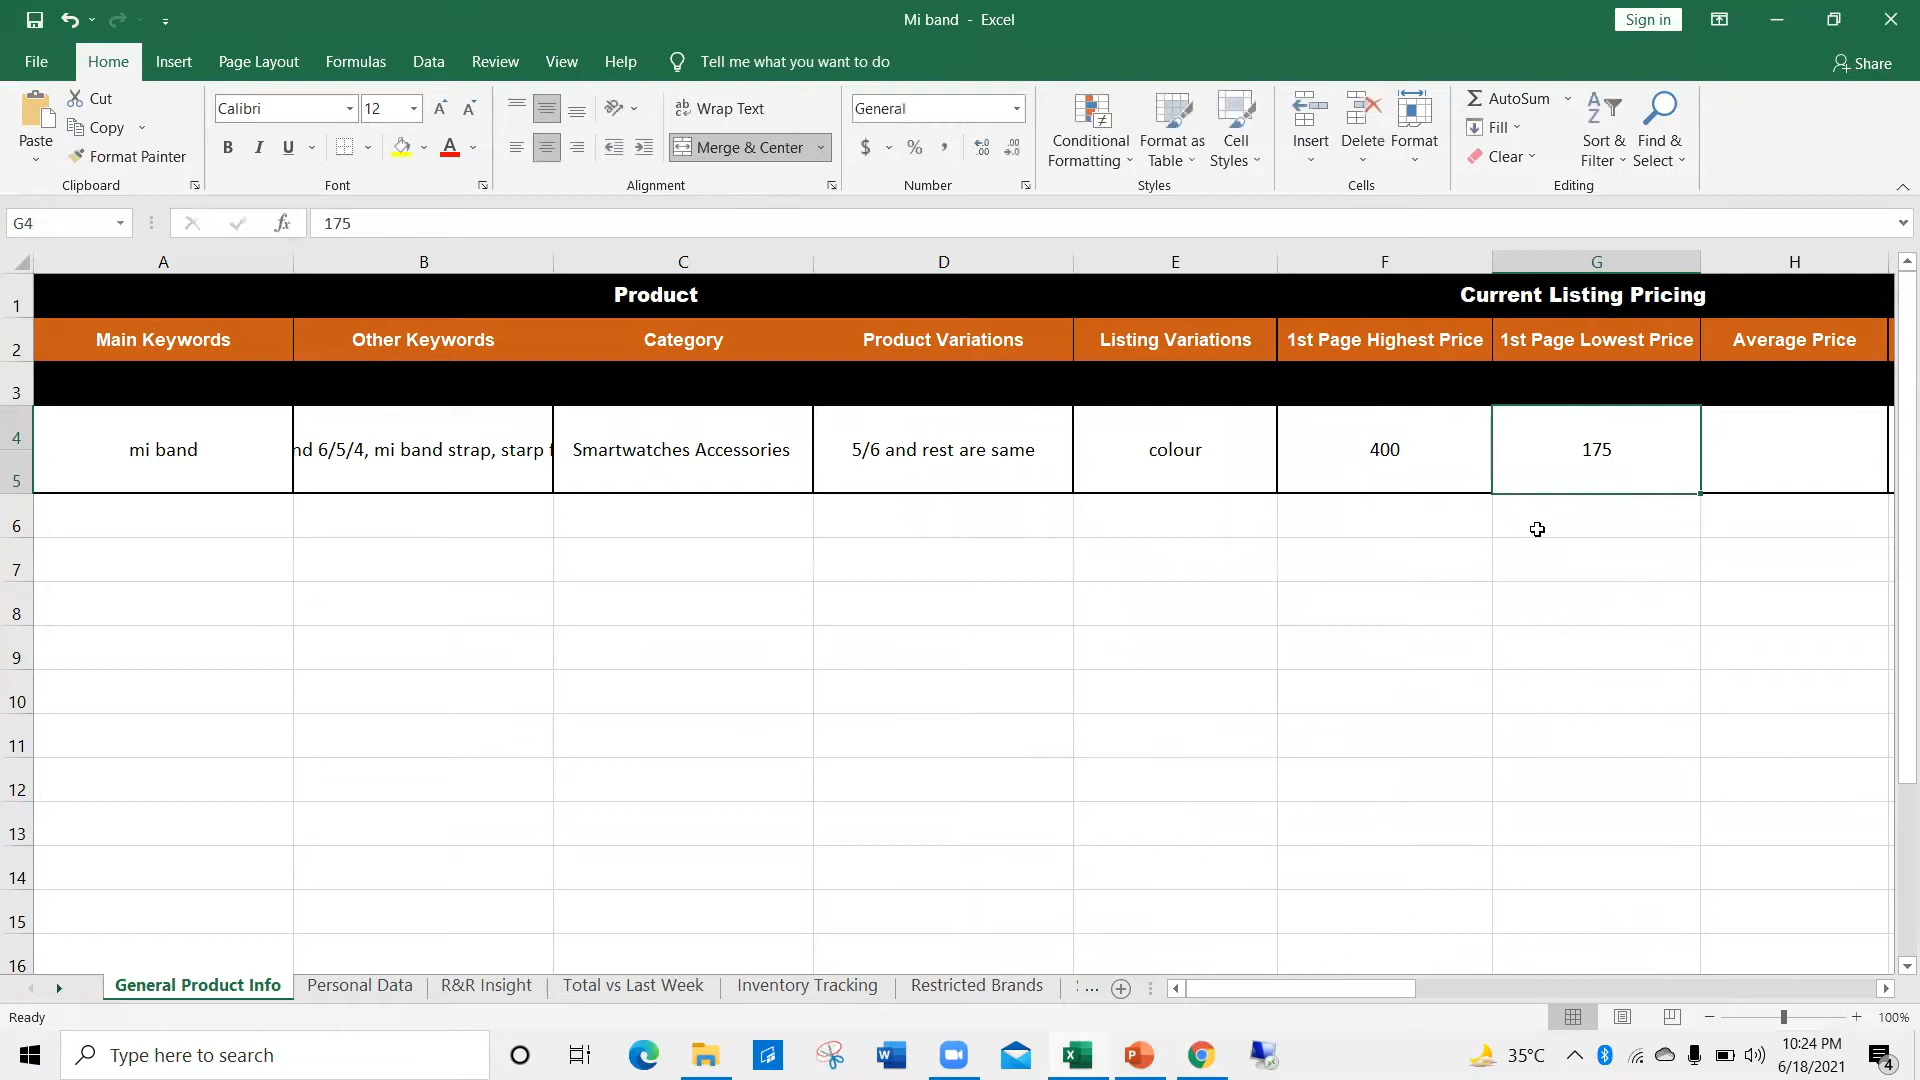 Mi band - Excel
Sign in
File Home Insert Page Layout Formulas Data Review View Help Tell me what you want to do Share
Paste Cut Copy Format Painter Clipboard
Calibri 12 A A B I U A Font
ab Wrap Text Merge & Center Alignment
General $ % , .00 Number
Conditional Formatting Format as Table Cell Styles Styles
Insert Delete Format Cells
AutoSum Fill Clear Sort & Filter Find & Select Editing
G4 fx 175
A B C D E F G H
1 Product Current Listing Pricing
2 Main Keywords Other Keywords Category Product Variations Listing Variations 1st Page Highest Price 1st Page Lowest Price Average Price
3
4 mi band nd 6/5/4, mi band strap, starp f Smartwatches Accessories 5/6 and rest are same colour 400 175
5
6
7
8
9
10
11
12
13
14
15
16
General Product Info Personal Data R&R Insight Total vs Last Week Inventory Tracking Restricted Brands ...
Ready 100%
Type here to search 35°C 10:24 PM
6/18/2021 4